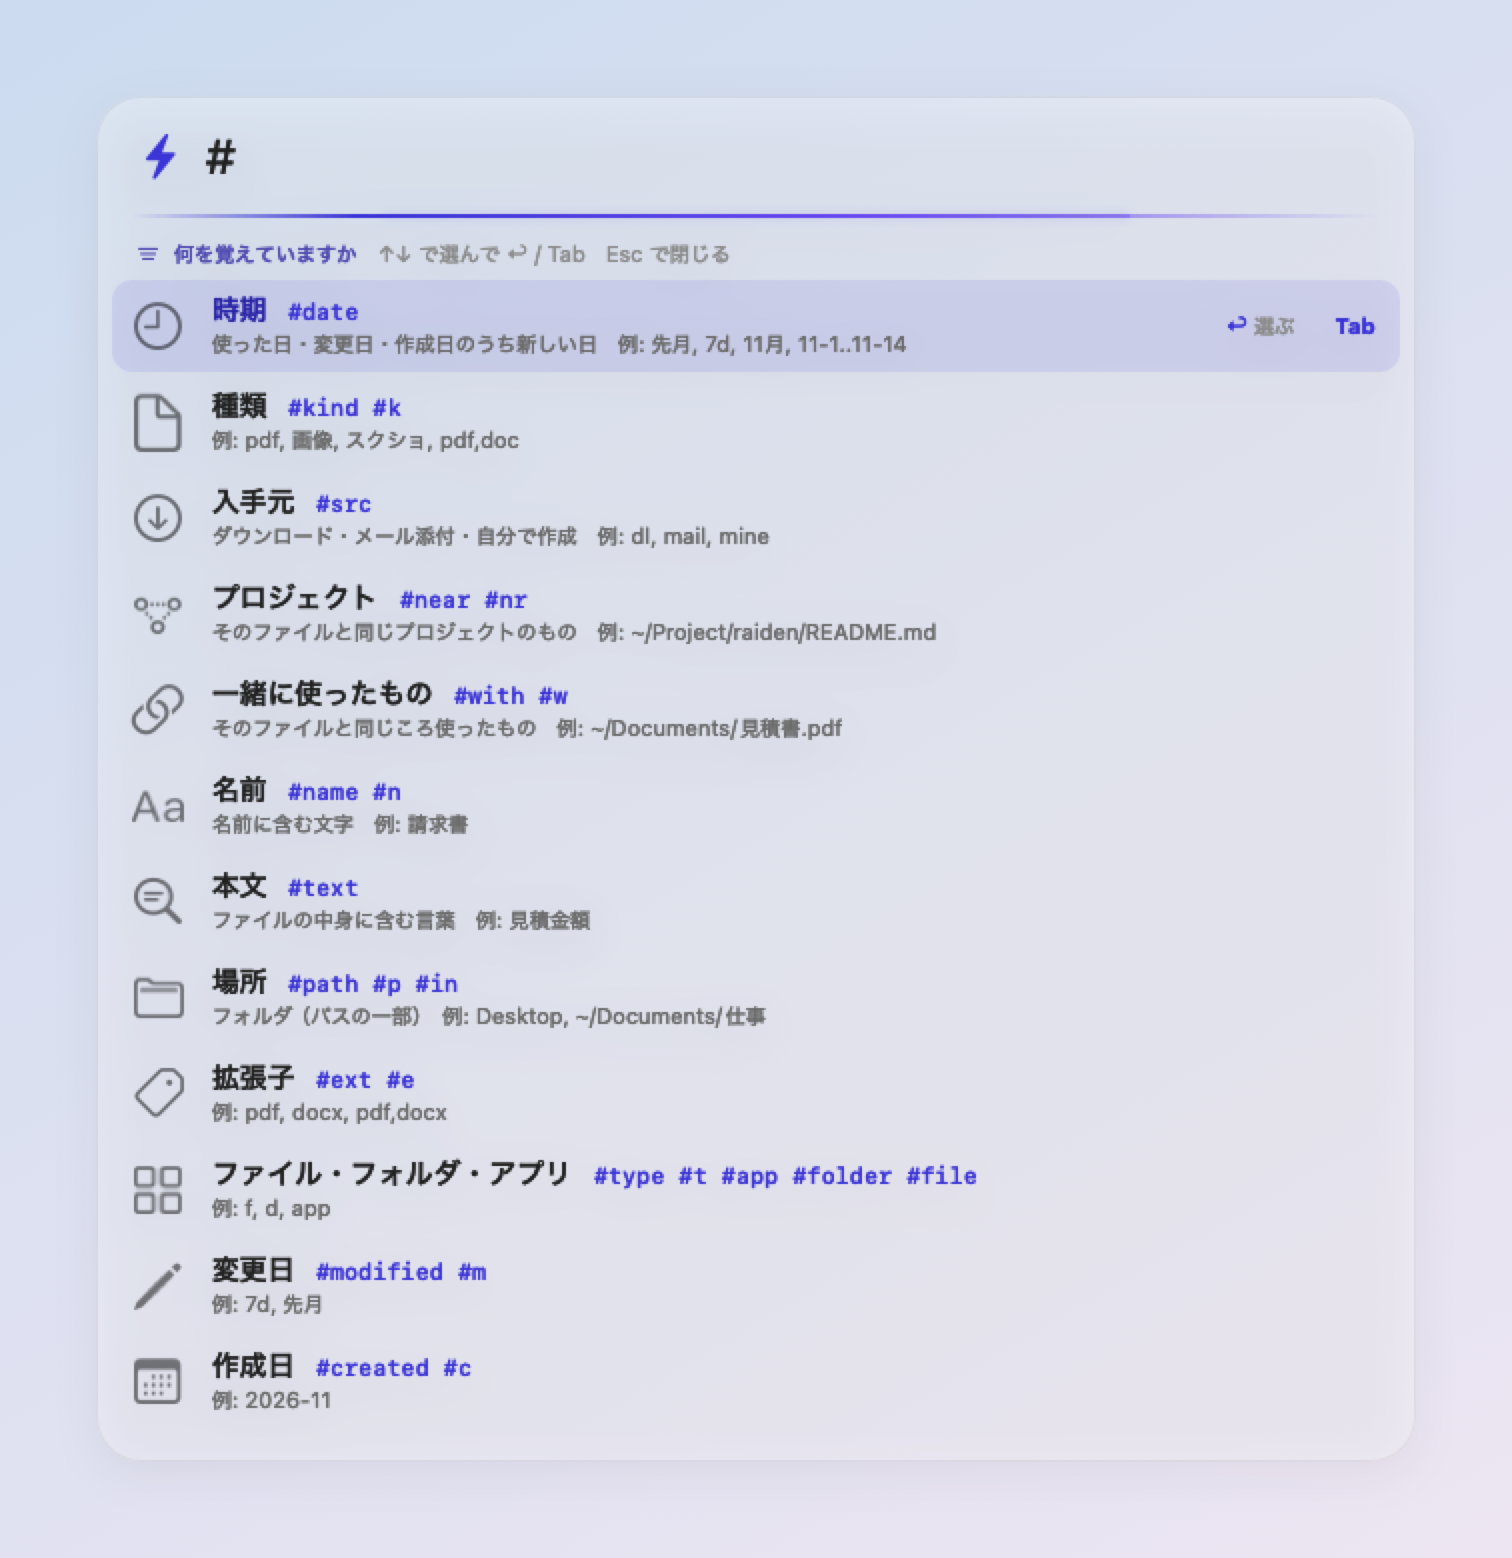 #
何を覚えていますか ↑↓ で選んで ↩ / Tab Esc で閉じる
時期 #date
使った日・変更日・作成日のうち新しい日 例: 先月, 7d, 11月, 11-1..11-14
↩ 選ぶ Tab
種類 #kind #k
例: pdf, 画像, スクショ, pdf,doc
入手元 #src
ダウンロード・メール添付・自分で作成 例: dl, mail, mine
プロジェクト #near #nr
そのファイルと同じプロジェクトのもの 例: ~/Project/raiden/README.md
一緒に使ったもの #with #w
そのファイルと同じころ使ったもの 例: ~/Documents/見積書.pdf
Aa
名前 #name #n
名前に含む文字 例: 請求書
本文 #text
ファイルの中身に含む言葉 例: 見積金額
場所 #path #p #in
フォルダ（パスの一部） 例: Desktop, ~/Documents/仕事
拡張子 #ext #e
例: pdf, docx, pdf,docx
ファイル・フォルダ・アプリ #type #t #app #folder #file
例: f, d, app
変更日 #modified #m
例: 7d, 先月
作成日 #created #c
例: 2026-11